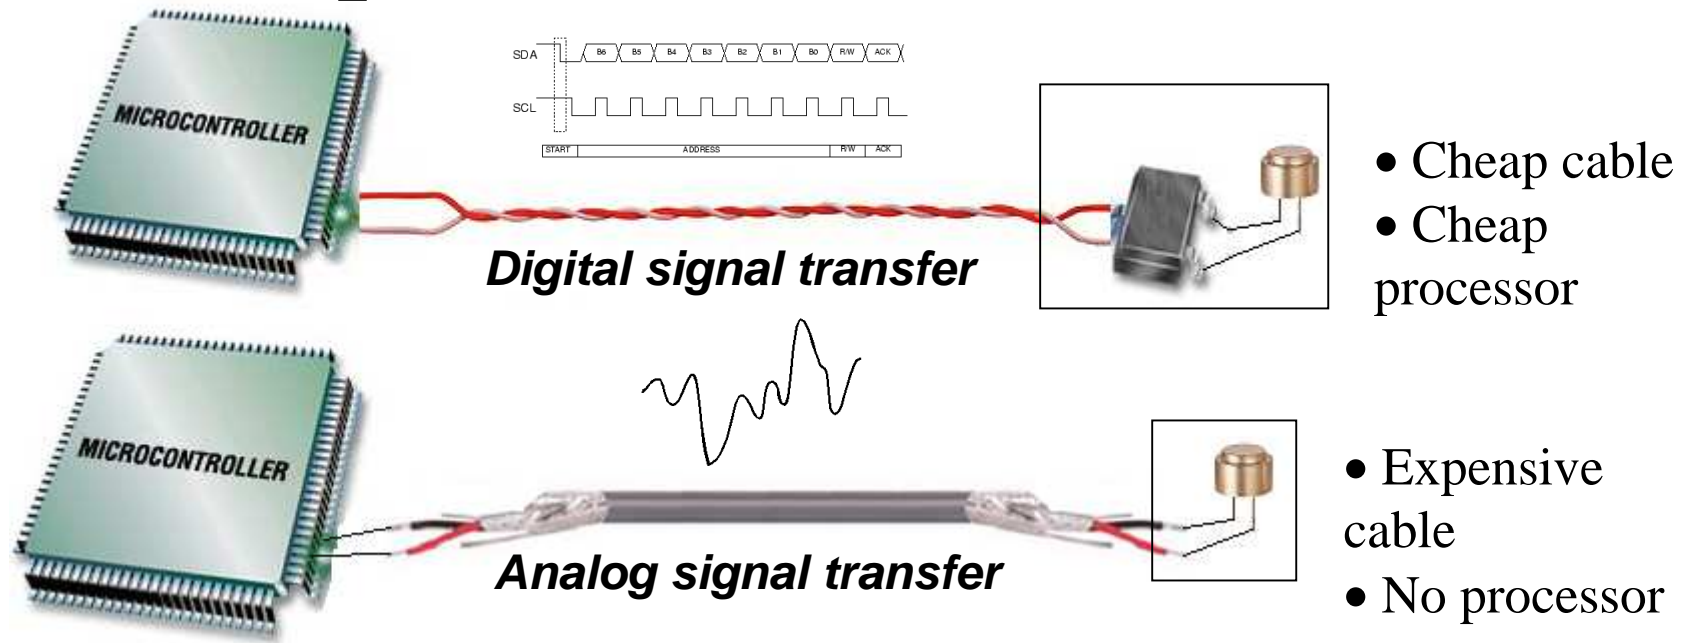 SDA B6 B5 B4 B3 B2 B1 B0 R/W ACK
SCL
START ADDRESS R/W ACK
MICROCONTROLLER
Digital signal transfer
• Cheap cable
• Cheap
processor
MICROCONTROLLER
Analog signal transfer
• Expensive
cable
• No processor